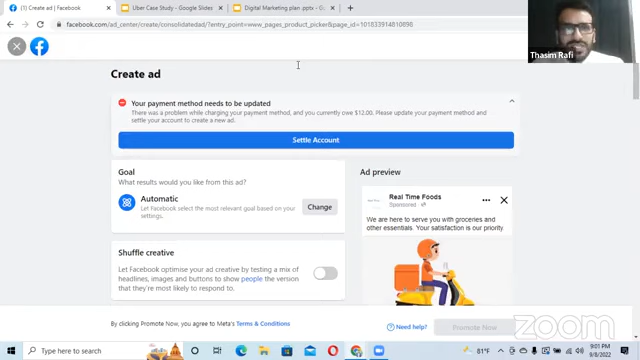 Create ad | Facebook
Uber Case Study - Google Slides
Digital Marketing plan .pptx - G
facebook.com/ad_center/create/consolidatedad/?entry_point=www_pages_product_picker&page_id=101833914810898
Thasim Rafi
Create ad
Your payment method needs to be updated
There was a problem while charging your payment method, and you currently owe $12.00. Please update your payment method and
settle your account to create a new ad.
Settle Account
Goal
What results would you like from this ad?
Automatic
Let Facebook select the most relevant goal based on your
settings.
Change
Shuffle creative
Let Facebook optimise your ad creative by testing a mix of
headlines, images and buttons to show people the version
that they're most likely to respond to.
Ad preview
Real Time Foods
Sponsored
We are here to serve you with groceries and
other essentials. Your satisfaction is our priority
By clicking Promote Now, you agree to Meta's Terms & Conditions
Need help?
Promote Now
zoom
Type here to search
81°F
9:01 PM
9/8/2022